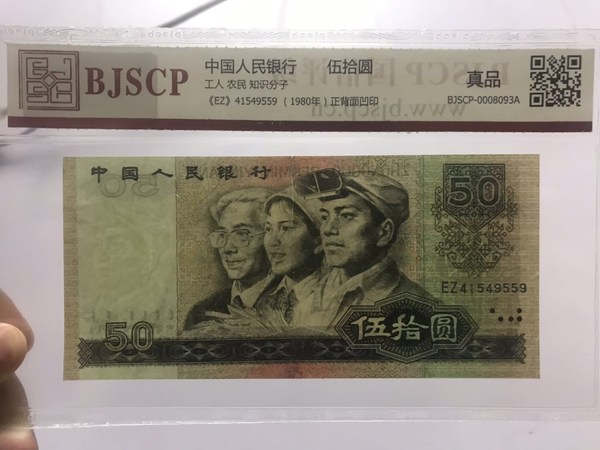 BJSCP
中国人民银行 伍拾圆
工人 农民 知识分子
《EZ》41549559 （1980年）正背面凹印
真品
BJSCP-0008093A
中国人民银行
50
EZ41549559
50
伍拾圆